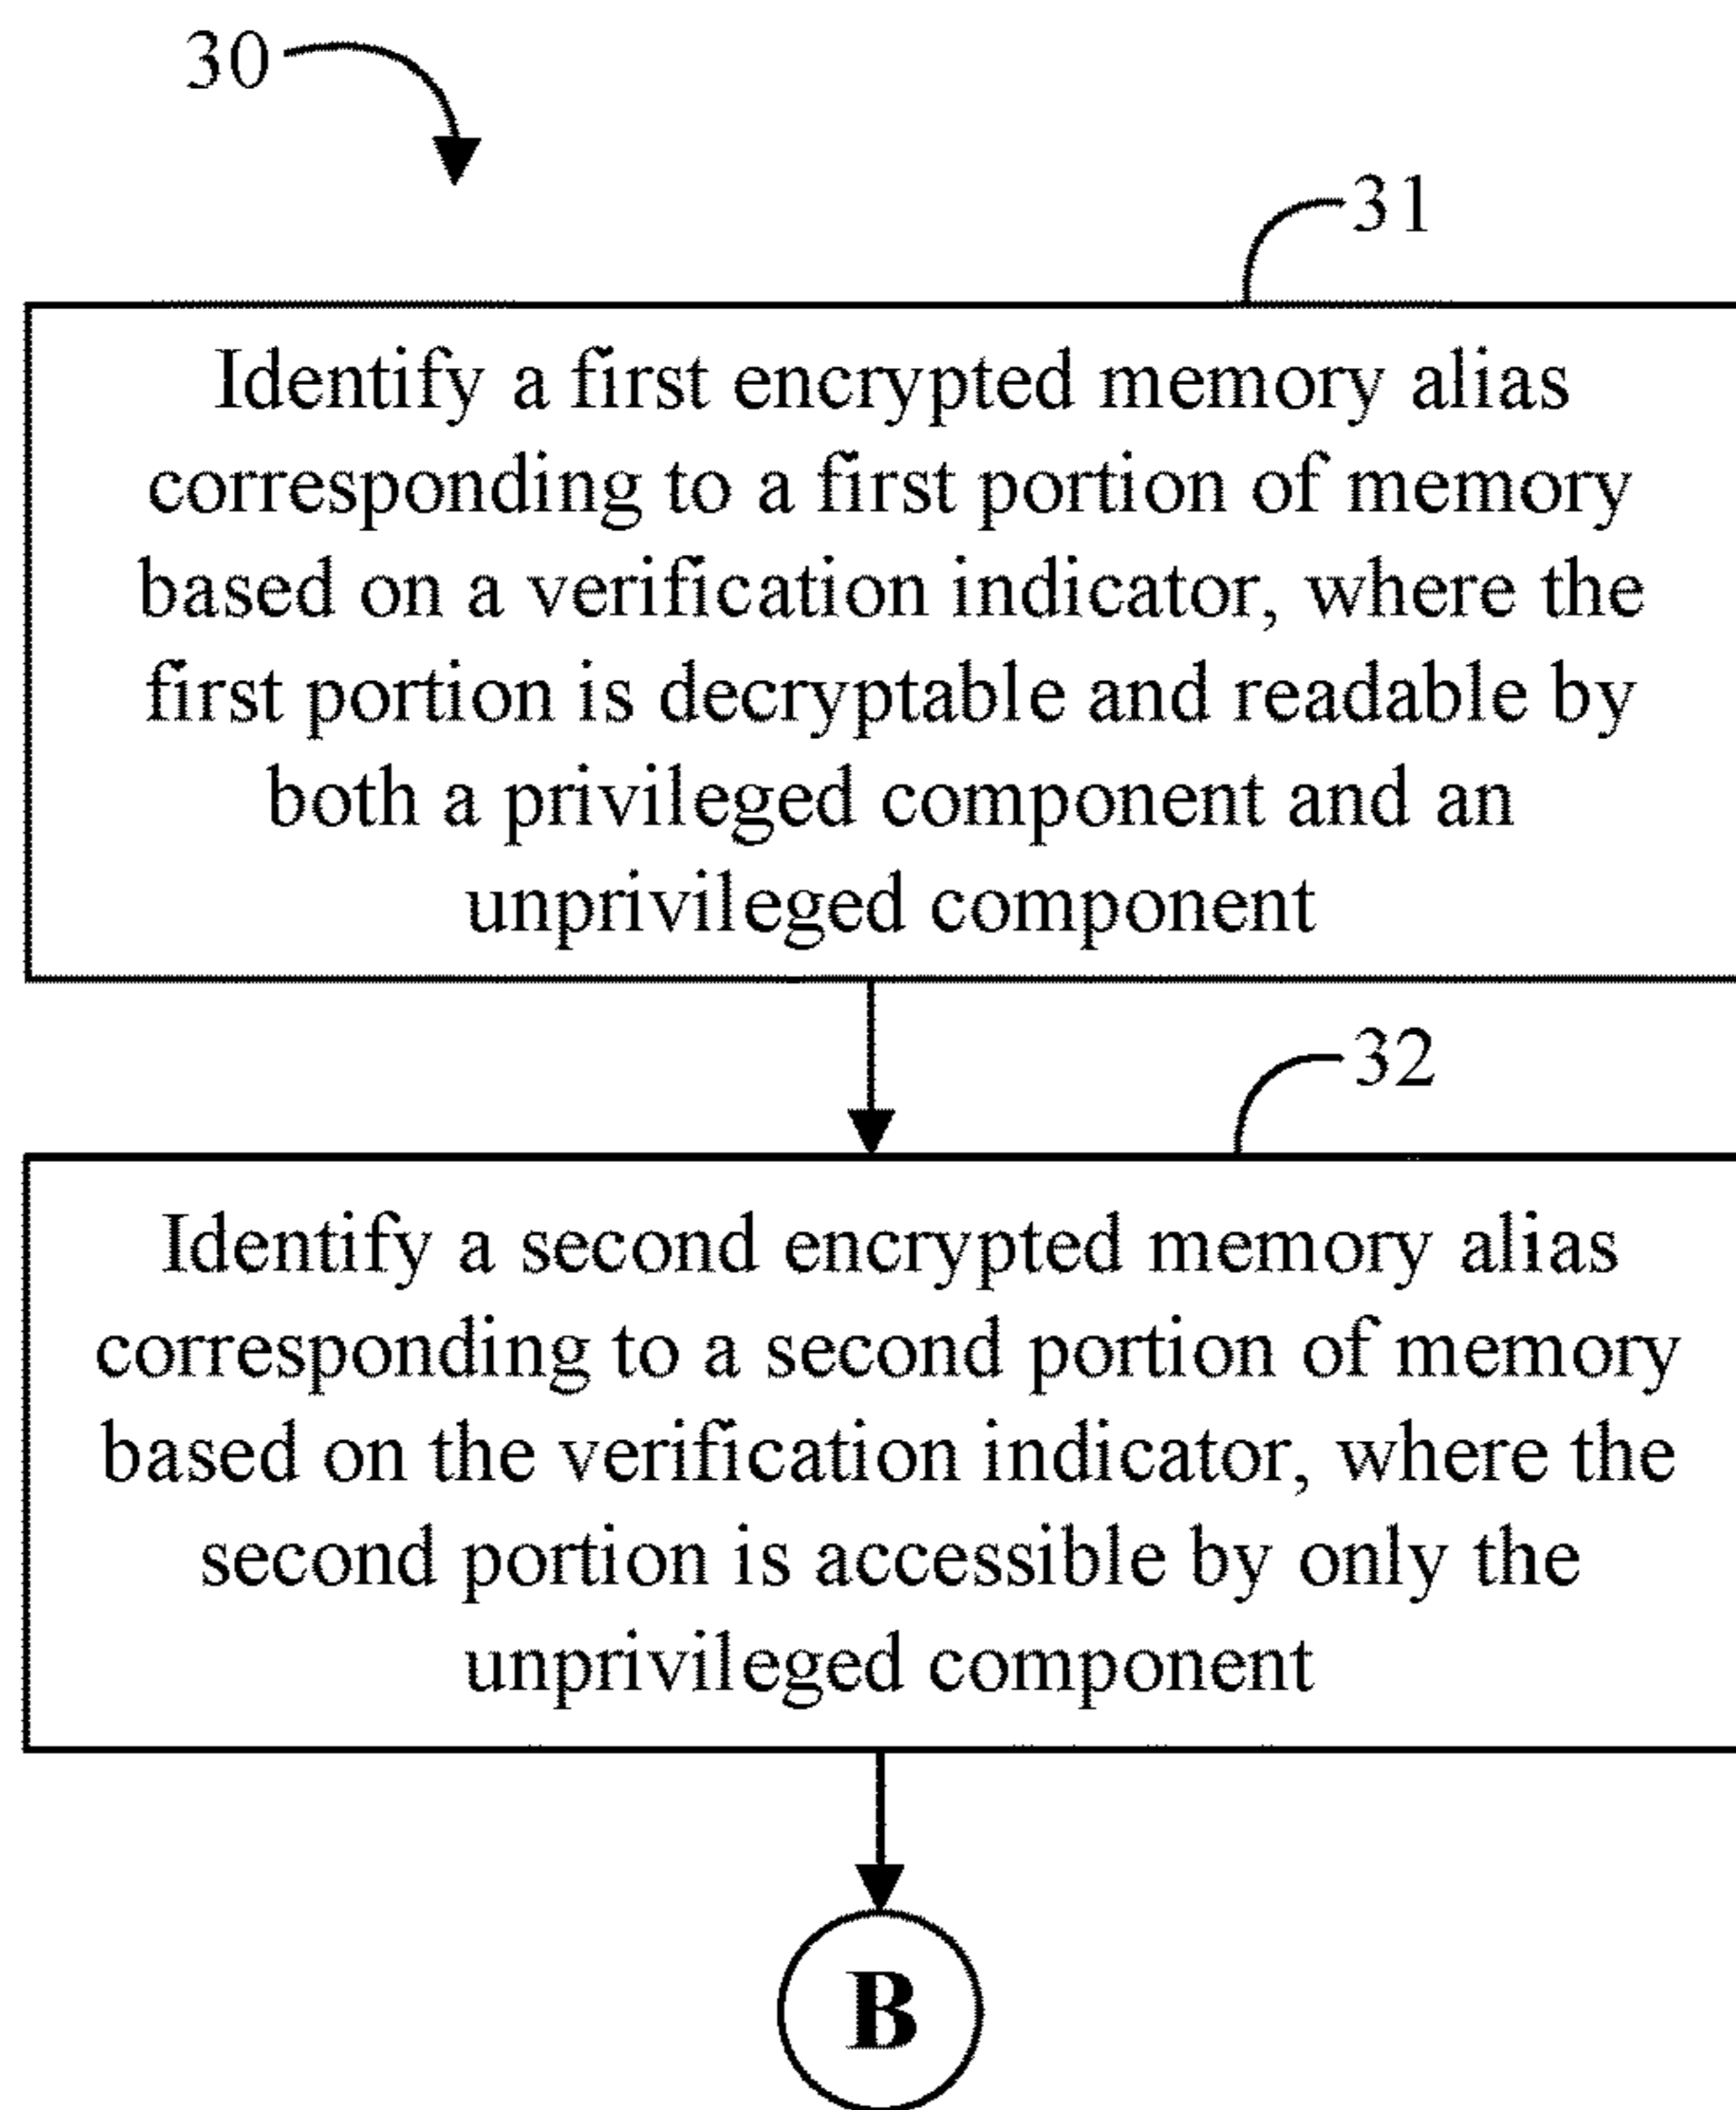 30
31
Identify a first encrypted memory alias
corresponding to a first portion of memory
based on a verification indicator, where the
first portion is decryptable and readable by
both a privileged component and an
unprivileged component
32
Identify a second encrypted memory alias
corresponding to a second portion of memory
based on the verification indicator, where the
second portion is accessible by only the
unprivileged component
B